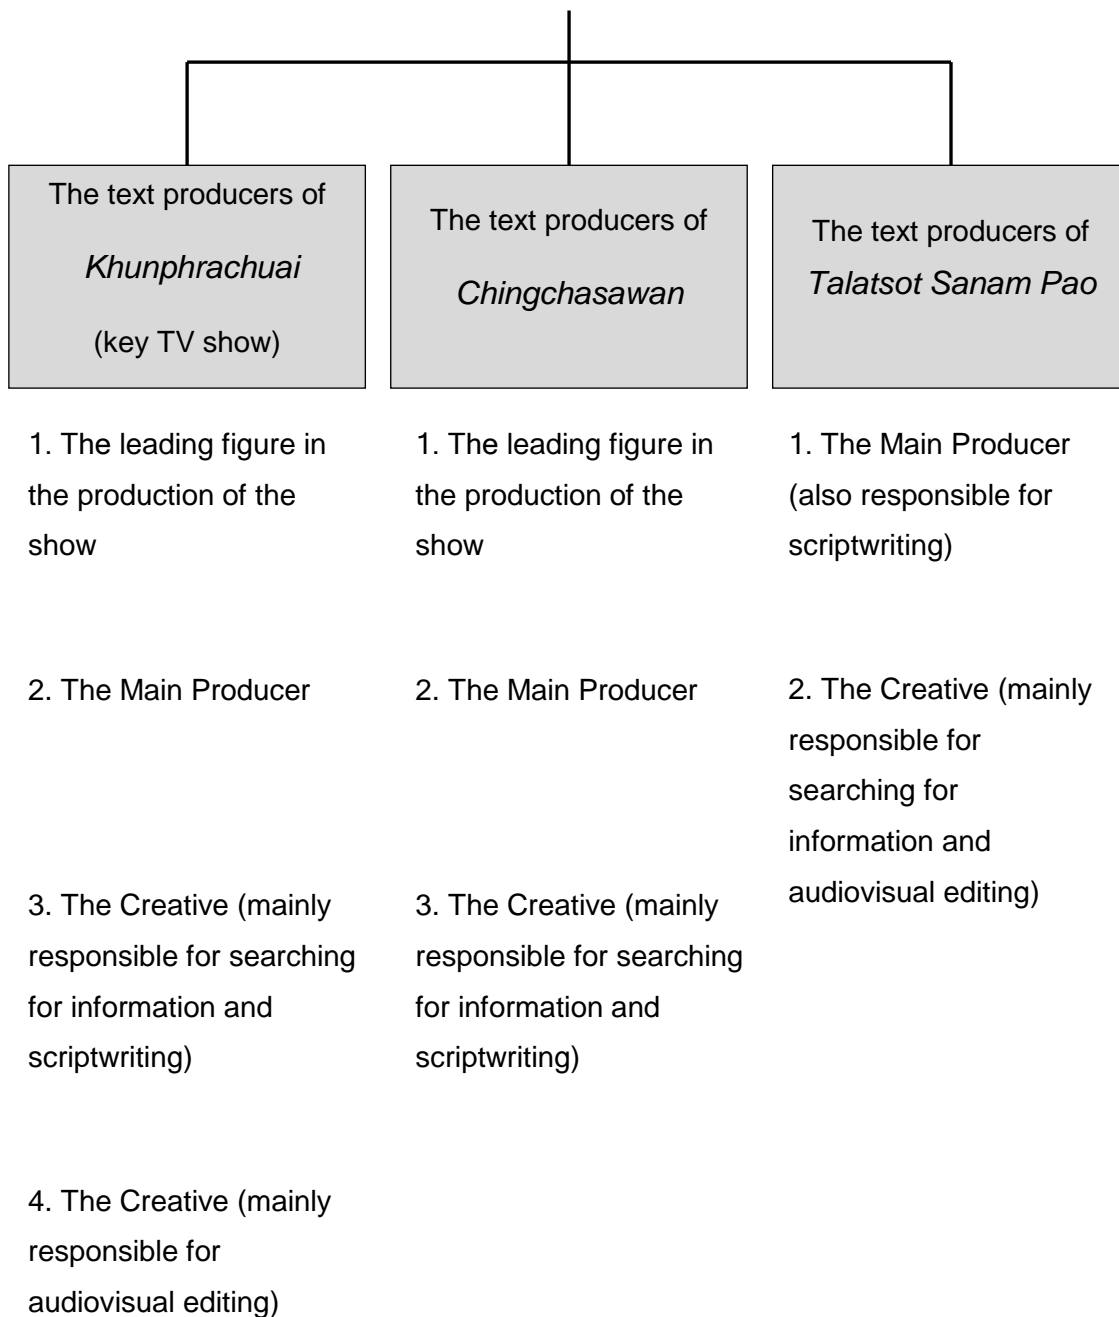 The text producers of
Khunphrachuai
(key TV show)
The text producers of
Chingchasawan
The text producers of
Talatsot Sanam Pao
1. The leading figure in
the production of the
show
2. The Main Producer
3. The Creative (mainly
responsible for searching
for information and
scriptwriting)
4. The Creative (mainly
responsible for
audiovisual editing)
1. The leading figure in
the production of the
show
2. The Main Producer
3. The Creative (mainly
responsible for searching
for information and
scriptwriting)
1. The Main Producer
(also responsible for
scriptwriting)
2. The Creative (mainly
responsible for
searching for
information and
audiovisual editing)